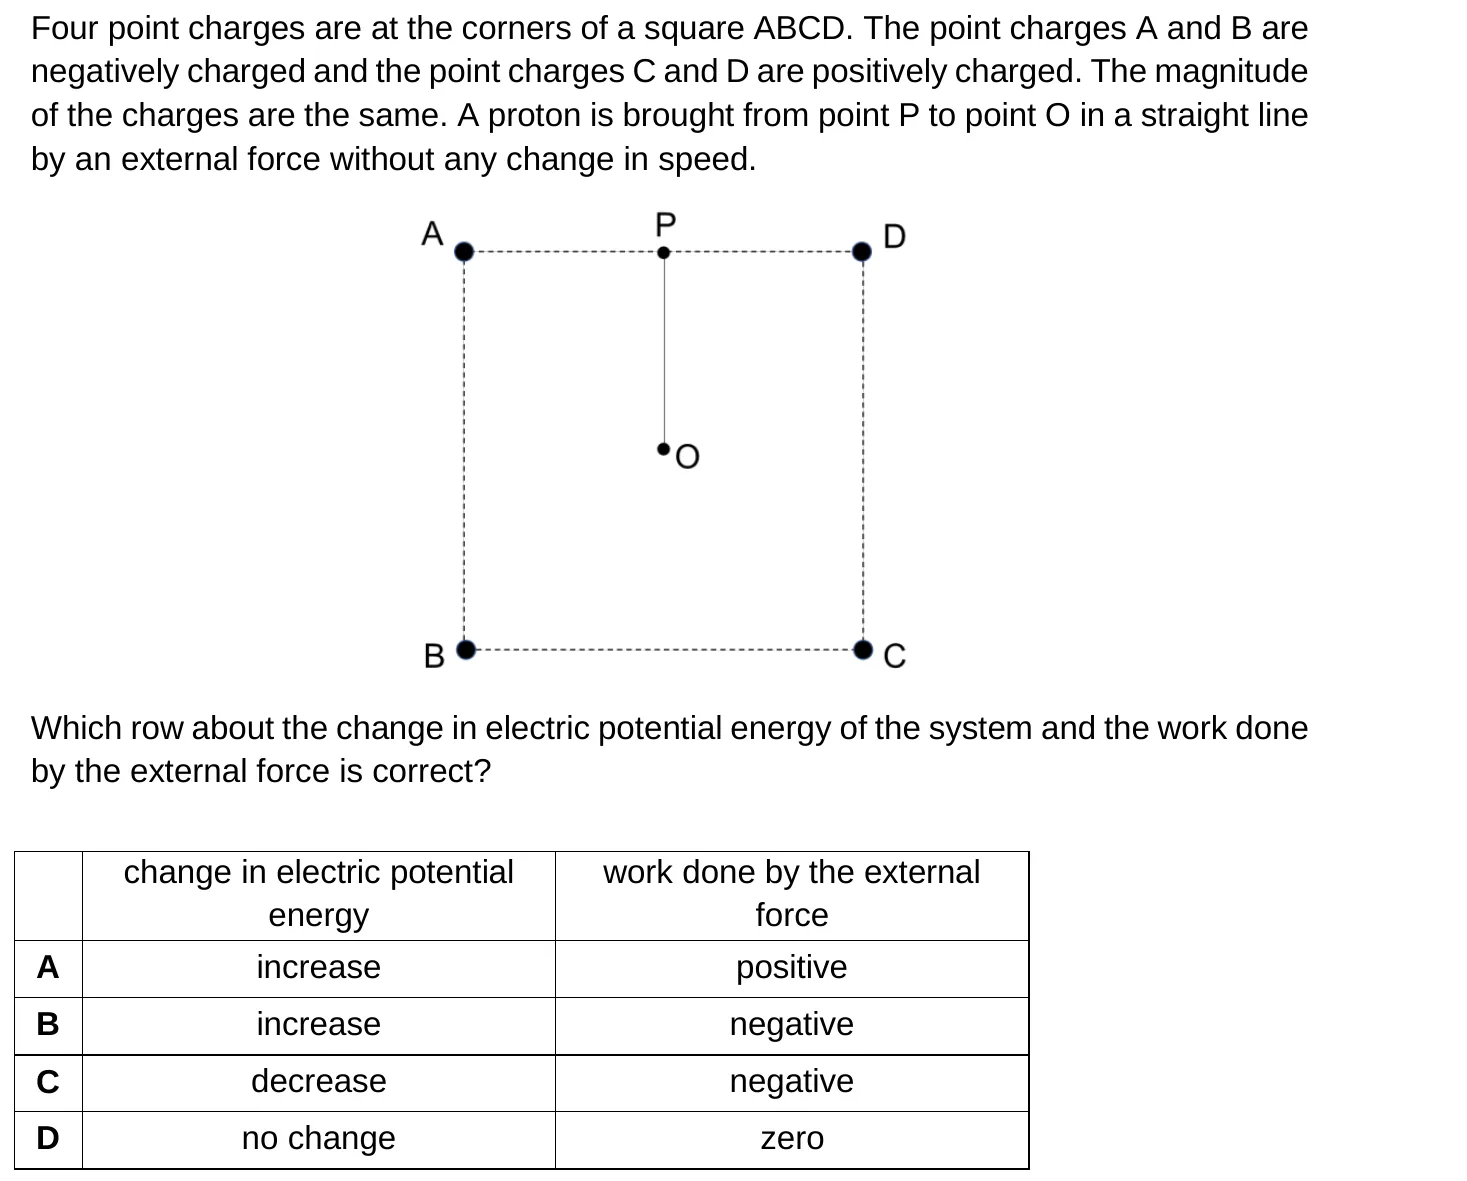 Four point charges are at the corners of a square ABCD. The point charges A and B are
negatively charged and the point charges C and D are positively charged. The magnitude
of the charges are the same. A proton is brought from point P to point O in a straight line
by an external force without any change in speed.
A P D
O
B C
Which row about the change in electric potential energy of the system and the work done
by the external force is correct?
change in electric potential energy work done by the external force
A increase positive
B increase negative
C decrease negative
D no change zero